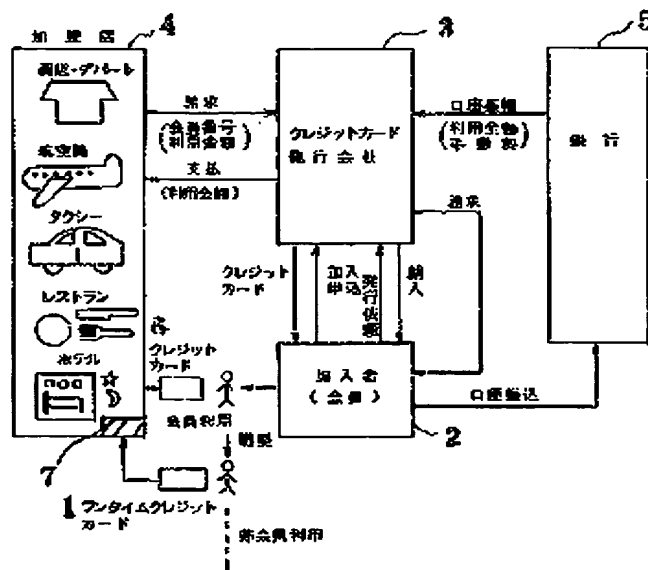 加盟店
4
3
5
商店・デパート
請求
(会員番号
利用金額)
クレジットカード
発行会社
口座振替
(利用金額
手数料)
銀行
航空機
支払
(利用金額)
請求
タクシー
クレジット
カード
加入
申込
発行依頼
納入
レストラン
クレジット
カード
ホテル
加入者
(会員)
口座振込
会員利用
2
7
1
ワンタイムクレジット
カード
非会員利用